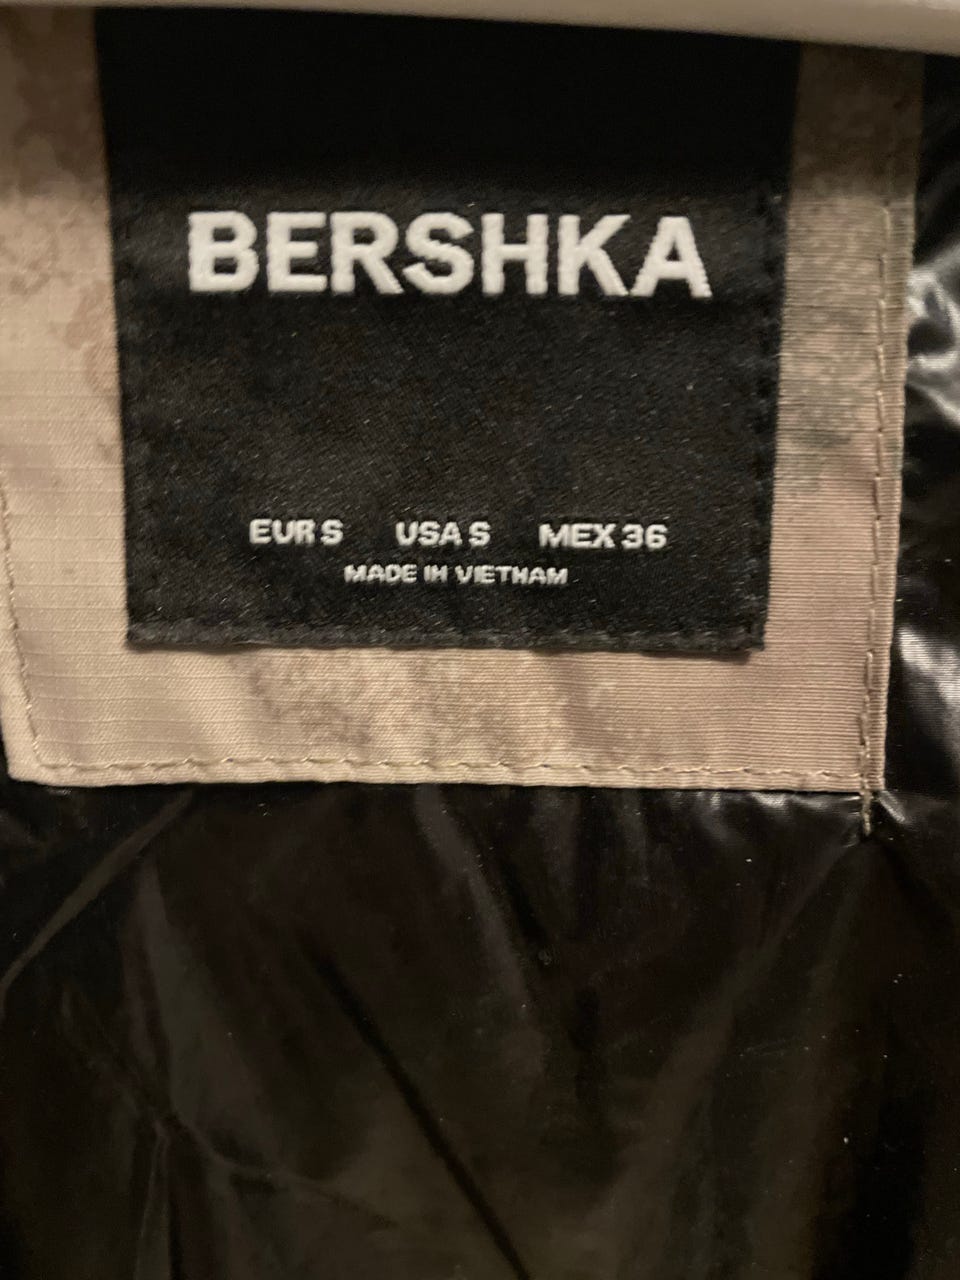 BERSHKA
EUR S USA S MEX 36
MADE IN VIETNAM